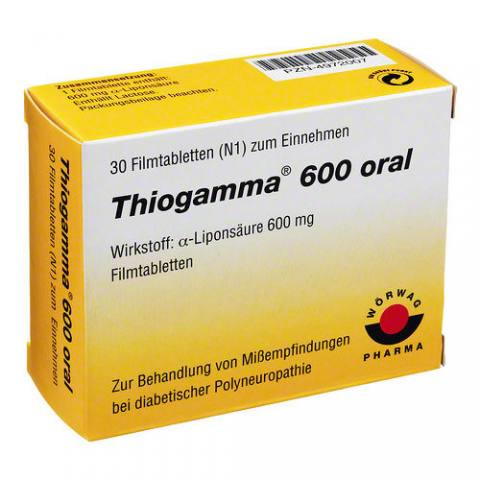 Zusammensetzung:
1 Filmtablette enthält:
600 mg α-Liponsäure
Enthält Lactose.
Packungsbeilage beachten.
PZN-4972007
30 Filmtabletten (N1) zum Einnehmen
Thiogamma® 600 oral
Wirkstoff: α-Liponsäure 600 mg
Filmtabletten
WÖRWAG
PHARMA
Zur Behandlung von Mißempfindungen
bei diabetischer Polyneuropathie
Thiogamma® 600 oral
30 Filmtabletten (N1) zum Einnehmen